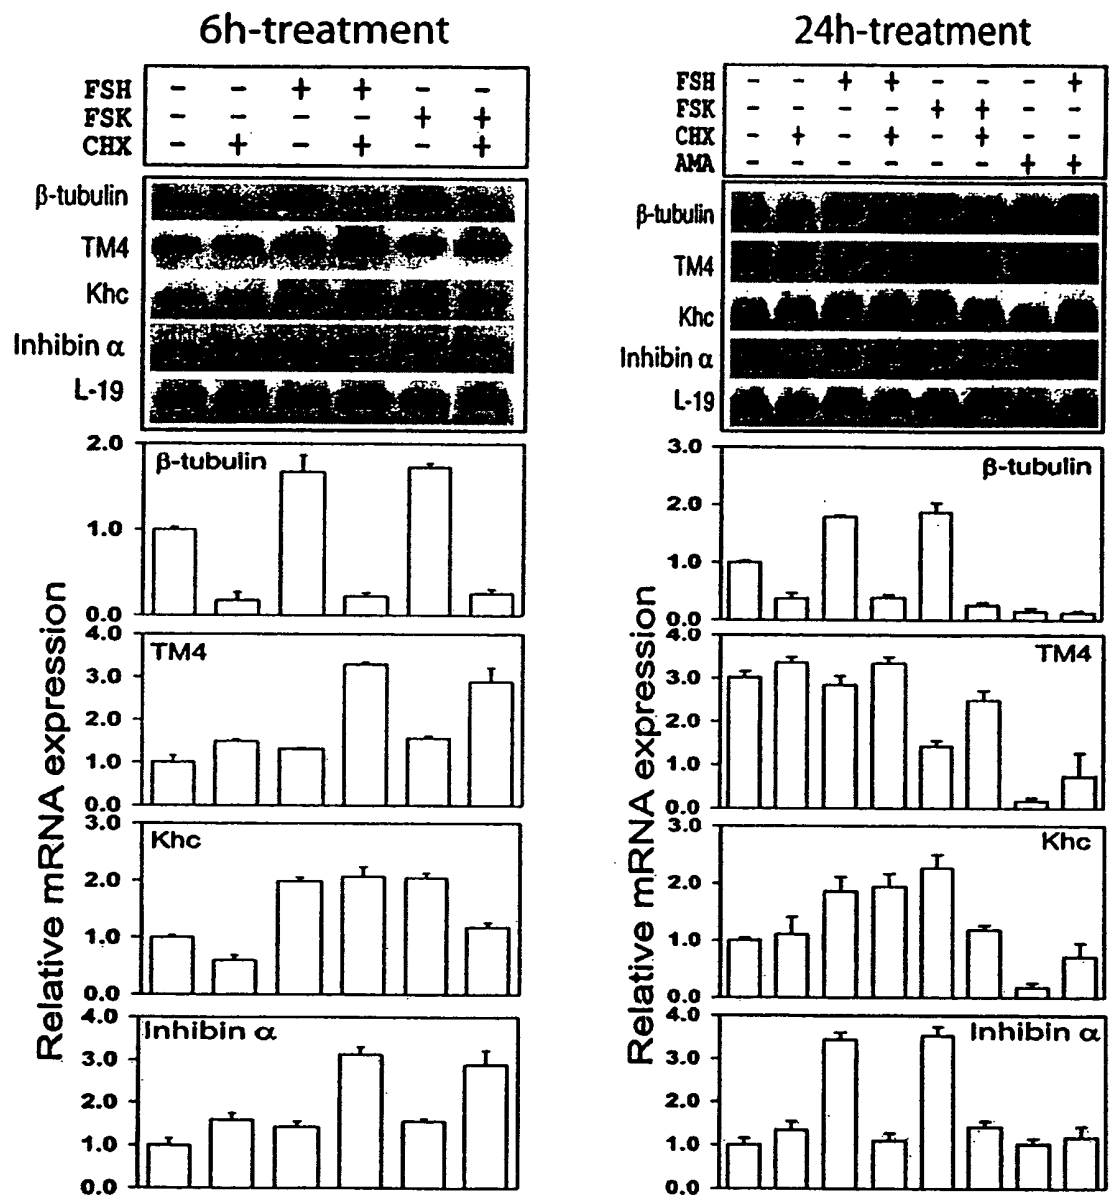 6h-treatment
FSH - - + + - -
FSK - - - - + +
CHX - + - + - +
β-tubulin
TM4
Khc
Inhibin α
L-19
2.0
β-tubulin
1.0
0.0
4.0
TM4
3.0
2.0
1.0
0.0
3.0
Khc
2.0
1.0
0.0
4.0
Inhibin α
3.0
2.0
1.0
0.0
Relative mRNA expression
24h-treatment
FSH - - + + - - - +
FSK - - - - + + - -
CHX - + - + - + - -
AMA - - - - - - + +
β-tubulin
TM4
Khc
Inhibin α
L-19
3.0
β-tubulin
2.0
1.0
0.0
4.0
TM4
3.0
2.0
1.0
0.0
3.0
Khc
2.0
1.0
0.0
4.0
Inhibin α
3.0
2.0
1.0
0.0
Relative mRNA expression